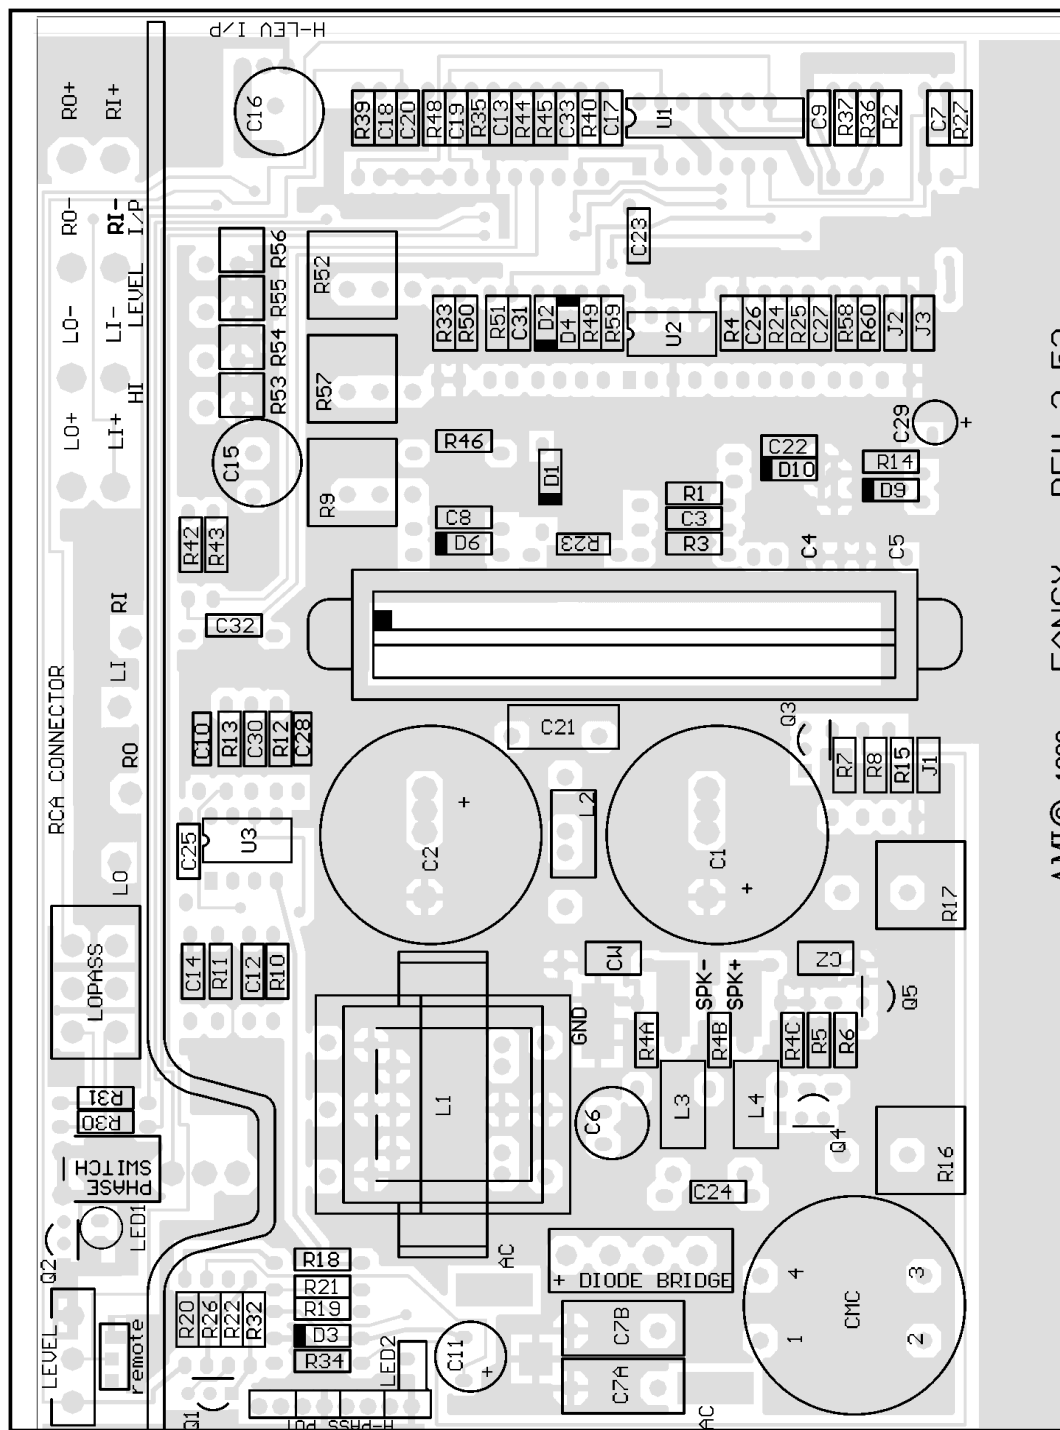 H-LEV I/P
RO+
RI+
C16
R39
C18
C20
R48
C19
R35
C13
R44
R45
C33
R40
C17
U1
C9
R37
R36
R2
C7
R27
RO-
RI-
HI LEVEL I/P
C23
R56
R55
R54
R53
R52
R57
R9
LO-
LI-
R33
R50
R51
C31
D2
D4
R49
R59
U2
R4
C26
R24
R25
C27
R58
R60
J2
J3
LO+
LI+
C15
R46
D1
C22
D10
C29
+
R14
D9
R1
C3
R3
C8
D6
R23
C4
C5
R42
R43
RI
C32
LI
RCA CONNECTOR
RO
LO
C10
R13
C30
R12
C28
C21
Q3
R7
R8
R15
J1
C25
U3
C2
+
L2
C1
+
R17
LOPASS
C14
R11
C12
R10
CW
SPK-
SPK+
CZ
Q5
GND
R4A
R4B
R4C
R5
R6
R31
R30
L1
C6
L3
L4
Q4
R16
PHASE
SWITCH
C24
LED1
Q2
AC
+ DIODE BRIDGE
R18
R21
R19
D3
R34
R20
R26
R22
R32
4
3
CMC
1
2
C7B
C7A
LEVEL
remote
LED2
C11
+
Q1
H-PASS POT
AC